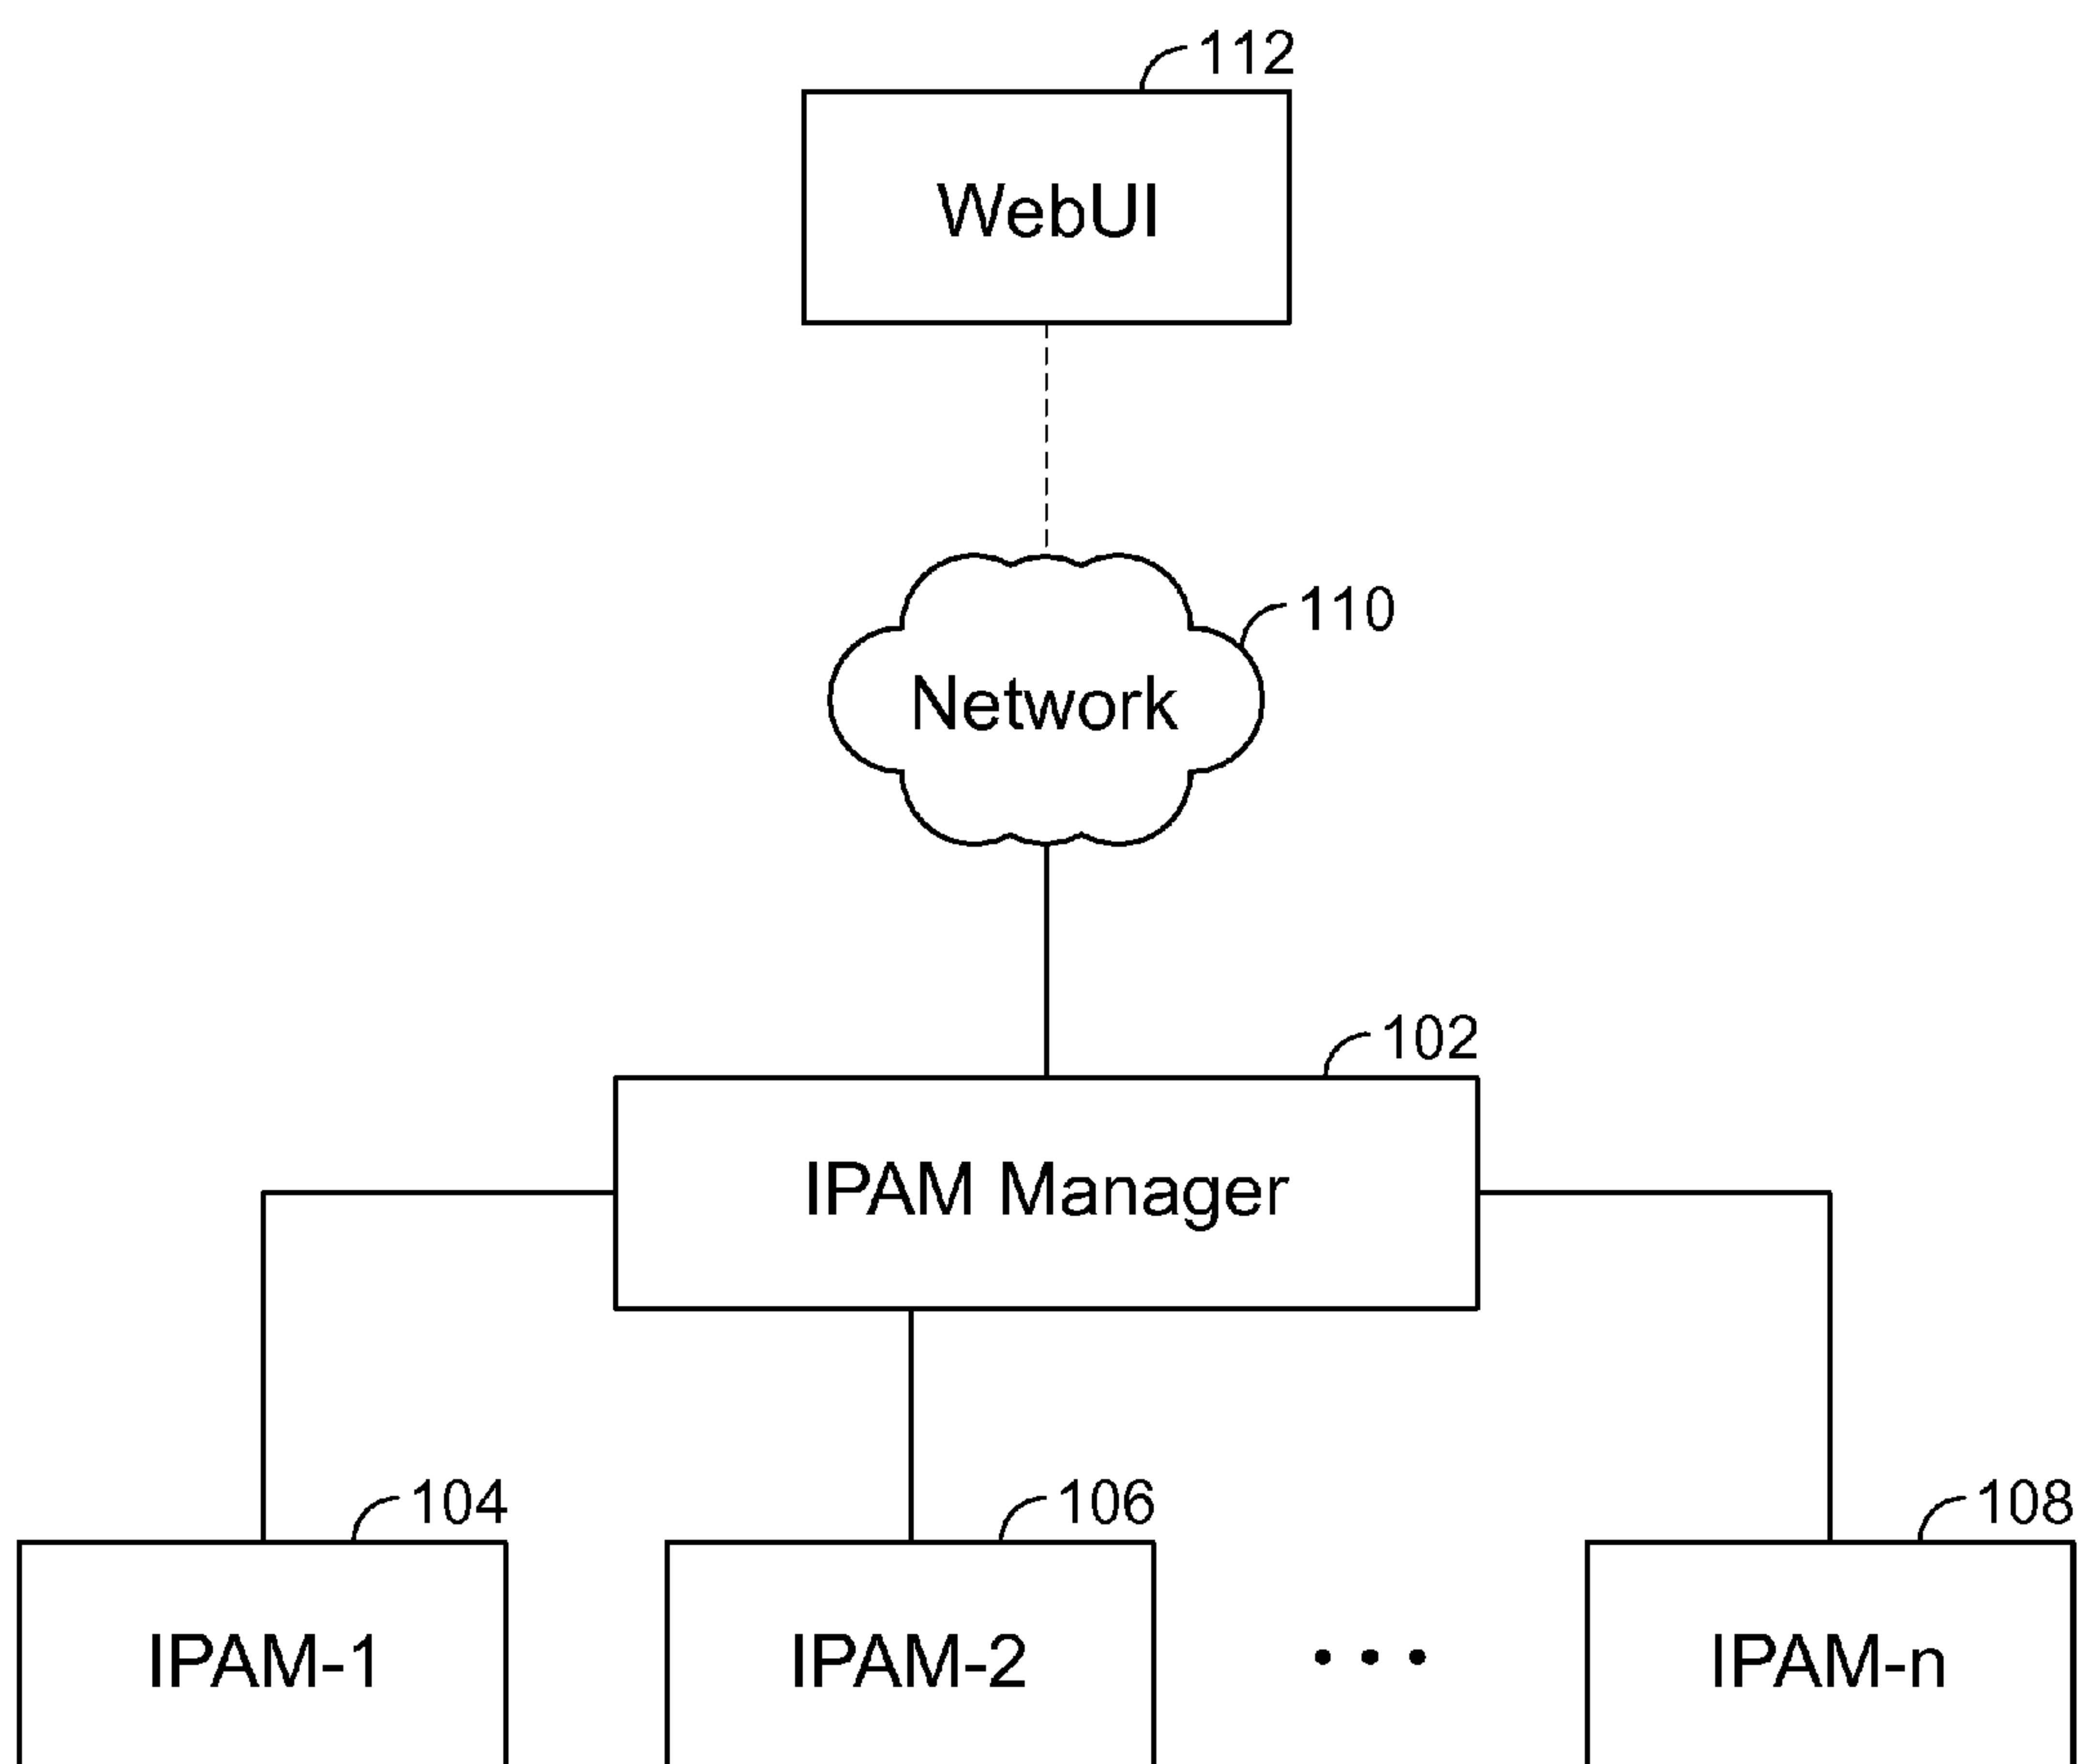 112
WebUI
110
Network
102
IPAM Manager
104
106
108
IPAM-1
IPAM-2
• • •
IPAM-n